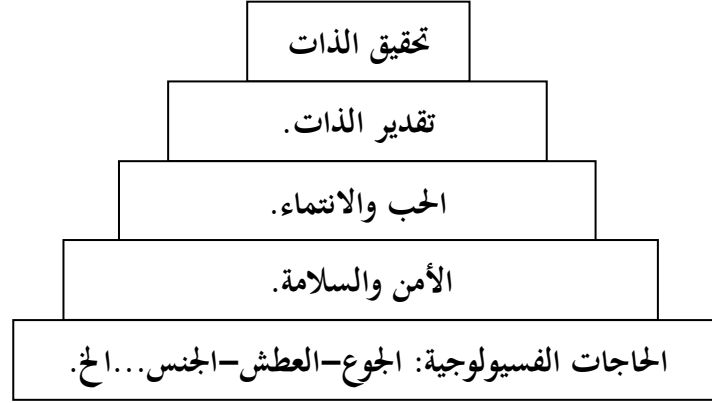 تحقيق الذات
تقدير الذات.
الحب والانتماء.
الأمن والسلامة.
الحاجات الفسيولوجية: الجوع–العطش–الجنس...الخ.